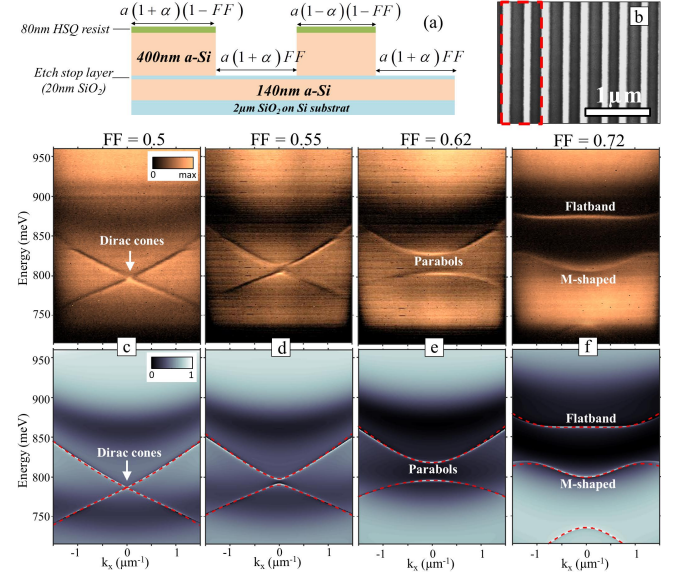 a(1+α)(1−FF) a(1−α)(1−FF) (a) b
80nm HSQ resist
400nm a-Si a(1+α)FF a(1+α)FF
Etch stop layer
(20nm SiO₂)
140nm a-Si
2μm SiO₂ on Si substrat
1μm
FF = 0.5 FF = 0.55 FF = 0.62 FF = 0.72
950
900
850
800
750
Energy (meV)
0 max
Dirac cones
Parabols
Flatband
M-shaped
c d e f
950
900
850
800
750
Energy (meV)
0 1
Dirac cones
Parabols
Flatband
M-shaped
-1 0 1 -1 0 1 -1 0 1 -1 0 1
kₓ (μm⁻¹) kₓ (μm⁻¹) kₓ (μm⁻¹) kₓ (μm⁻¹)